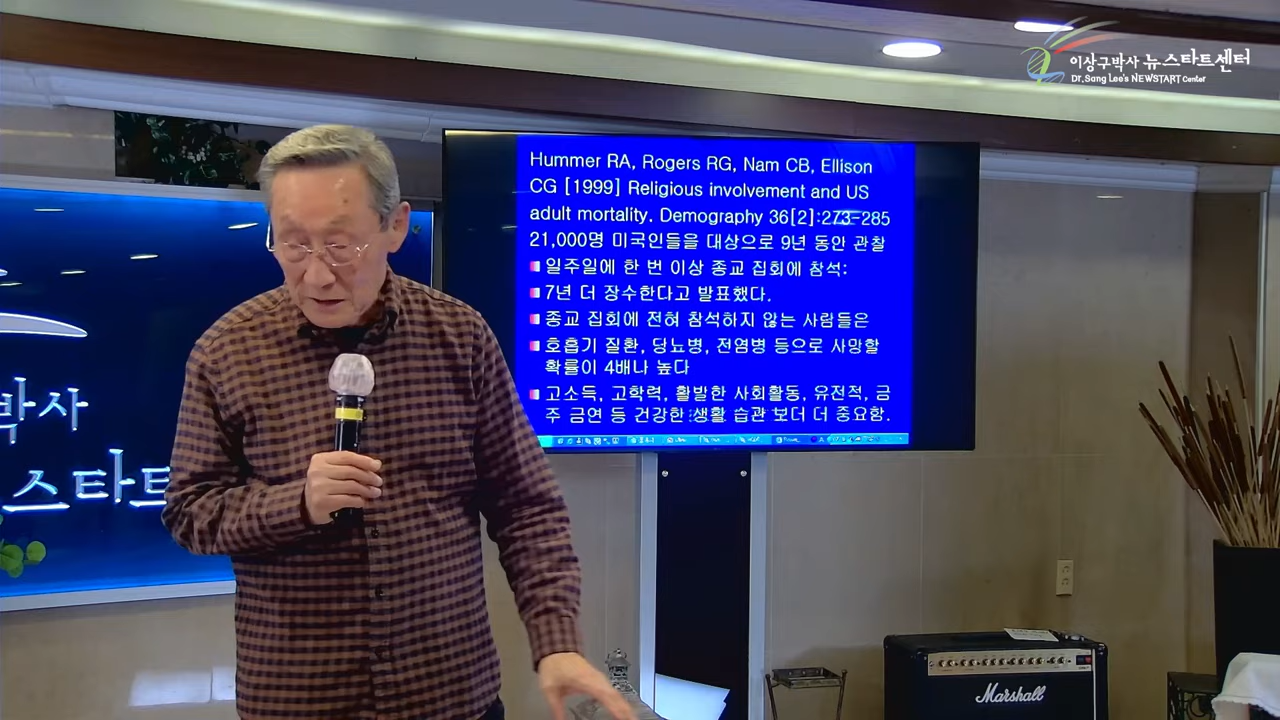 이상구박사 뉴스타트센터
Dr. Sang Lee's NEWSTART Center
Hummer RA, Rogers RG, Nam CB, Ellison
CG [1999] Religious involvement and US
adult mortality. Demography 36[2]:273-285
21,000명 미국인들을 대상으로 9년 동안 관찰
일주일에 한 번 이상 종교 집회에 참석:
7년 더 장수한다고 발표했다.
종교 집회에 전혀 참석하지 않는 사람들은
호흡기 질환, 당뇨병, 전염병 등으로 사망할
확률이 4배나 높다
고소득, 고학력, 활발한 사회활동, 유전적, 금
주 금연 등 건강한 생활 습관 보더 더 중요함.
박사
스타트
Marshall